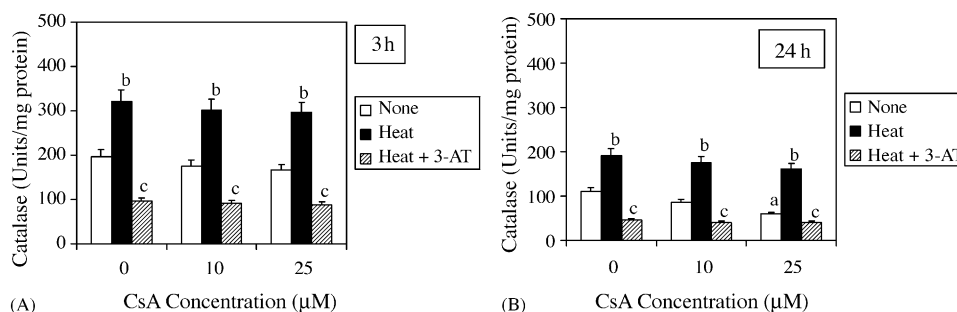 Catalase (Units/mg protein)
500
400
300
200
100
0
b
c
b
c
b
c
0
10
25
CsA Concentration (μM)
(A)
3 h
None
Heat
Heat + 3-AT
Catalase (Units/mg protein)
500
400
300
200
100
0
b
c
b
c
a
b
c
0
10
25
CsA Concentration (μM)
(B)
24 h
None
Heat
Heat + 3-AT